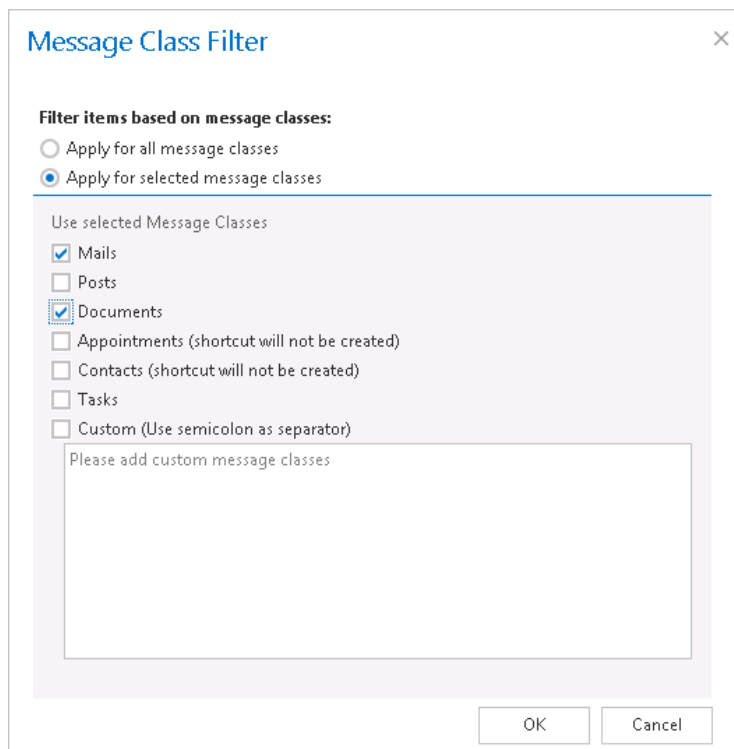 Message Class Filter
Filter items based on message classes:
Apply for all message classes
Apply for selected message classes
Use selected Message Classes
Mails
Posts
Documents
Appointments (shortcut will not be created)
Contacts (shortcut will not be created)
Tasks
Custom (Use semicolon as separator)
Please add custom message classes
OK
Cancel